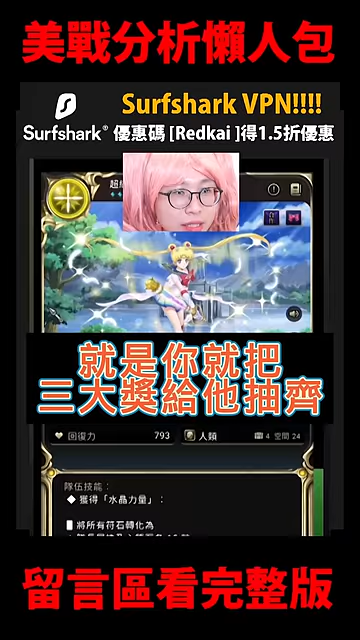 美戰分析懶人包
Surfshark VPN!!!!
Surfshark® 優惠碼 [Redkai ]得1.5折優惠
超
就是你就把
三大獎給他抽齊
回復力 793 人類 4 空間 24
隊伍技能：
◆ 獲得「水晶力量」：
將所有符石轉化為
留言區看完整版